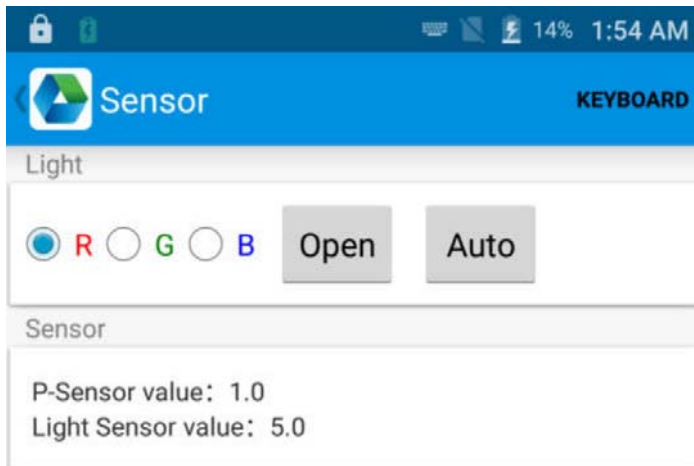 14% 1:54 AM
Sensor KEYBOARD
Light
R G B Open Auto
Sensor
P-Sensor value：1.0
Light Sensor value：5.0